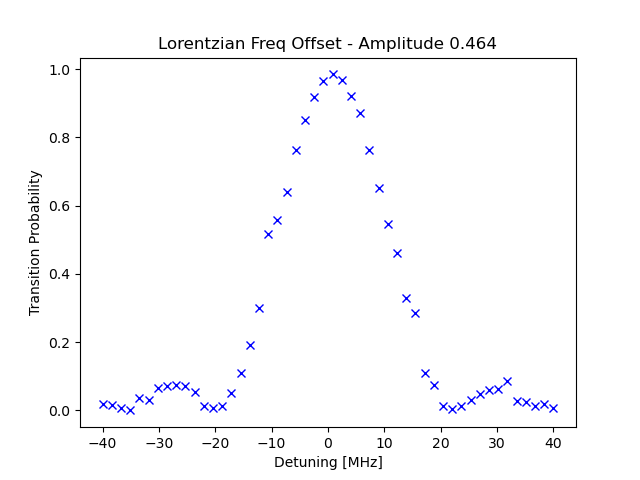 Lorentzian Freq Offset - Amplitude 0.464
Transition Probability
1.0
0.8
0.6
0.4
0.2
0.0
−40 −30 −20 −10 0 10 20 30 40
Detuning [MHz]